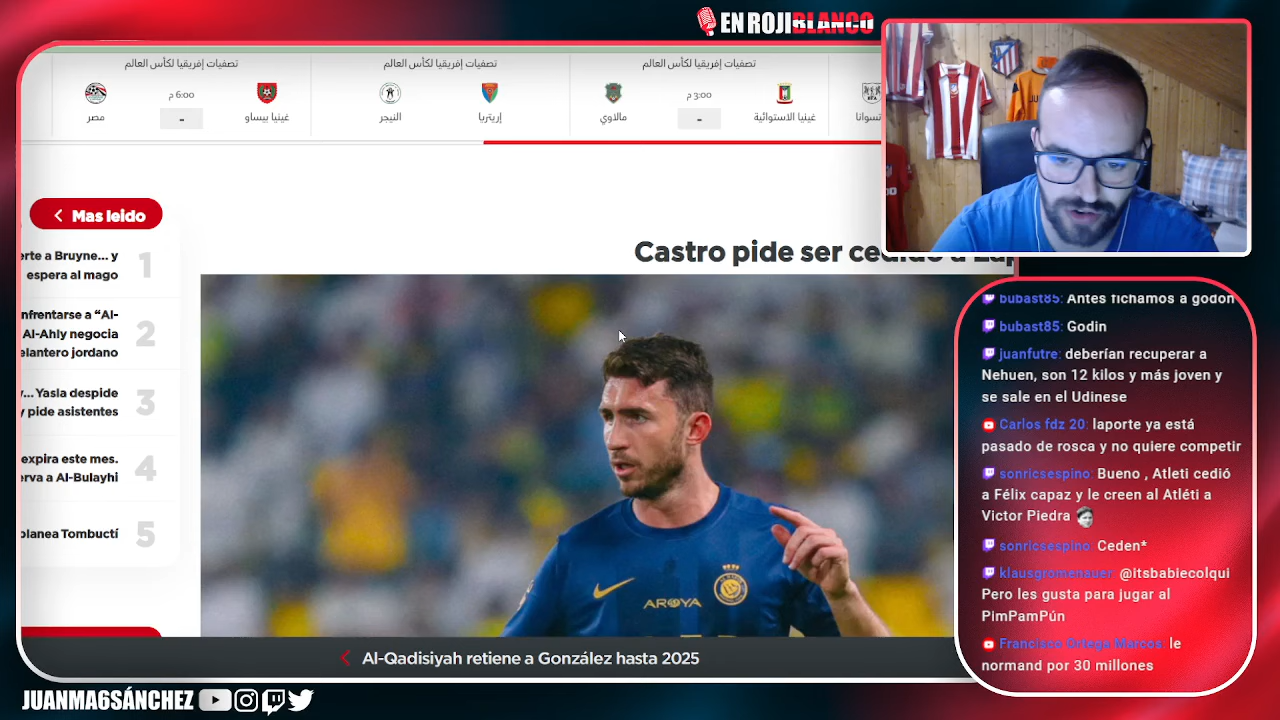 EN ROJIBLANCO
تصفيات إفريقيا لكأس العالم
تصفيات إفريقيا لكأس العالم
تصفيات إفريقيا لكأس العالم
6:00 م
3:00 م
-
-
مصر
غينيا بيساو
النيجر
إريتريا
مالاوي
غينيا الاستوائية
Mas leido
erte a Bruyne... y
espera al mago
1
nfrentarse a “Al-
Al-Ahly negocia
elantero jordano
2
y... Yasla despide
y pide asistentes
3
expira este mes.
erva a Al-Bulayhi
4
planea Tombuctí
5
Castro pide ser cedido a
AROYA
Al-Qadisiyah retiene a González hasta 2025
bubast85: Antes fichamos a godon
bubast85: Godin
juanfutre: deberían recuperar a
Nehuen, son 12 kilos y más joven y
se sale en el Udinese
Carlos fdz 20: laporte ya está
pasado de rosca y no quiere competir
sonricsespino: Bueno , Atleti cedió
a Félix capaz y le creen al Atléti a
Victor Piedra
sonricsespino: Ceden*
klausgromenauer: @itsbabiecolqui
Pero les gusta para jugar al
PimPamPún
Francisco Ortega Marcos: le
normand por 30 millones
JUANMA6SÁNCHEZ